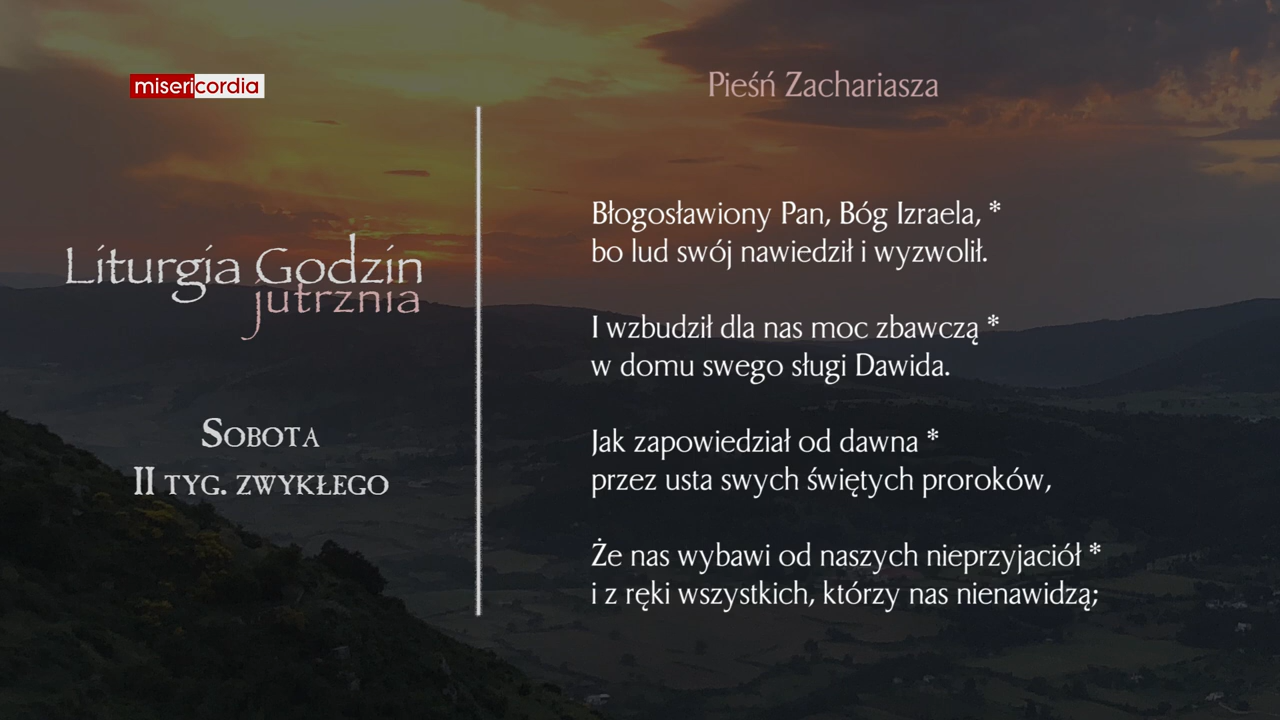 misericordia
Liturgia Godzin
jutrznia
Sobota
II tyg. zwykłego
Pieśń Zachariasza
Błogosławiony Pan, Bóg Izraela, *
bo lud swój nawiedził i wyzwolił.
I wzbudził dla nas moc zbawczą *
w domu swego sługi Dawida.
Jak zapowiedział od dawna *
przez usta swych świętych proroków,
Że nas wybawi od naszych nieprzyjaciół *
i z ręki wszystkich, którzy nas nienawidzą;